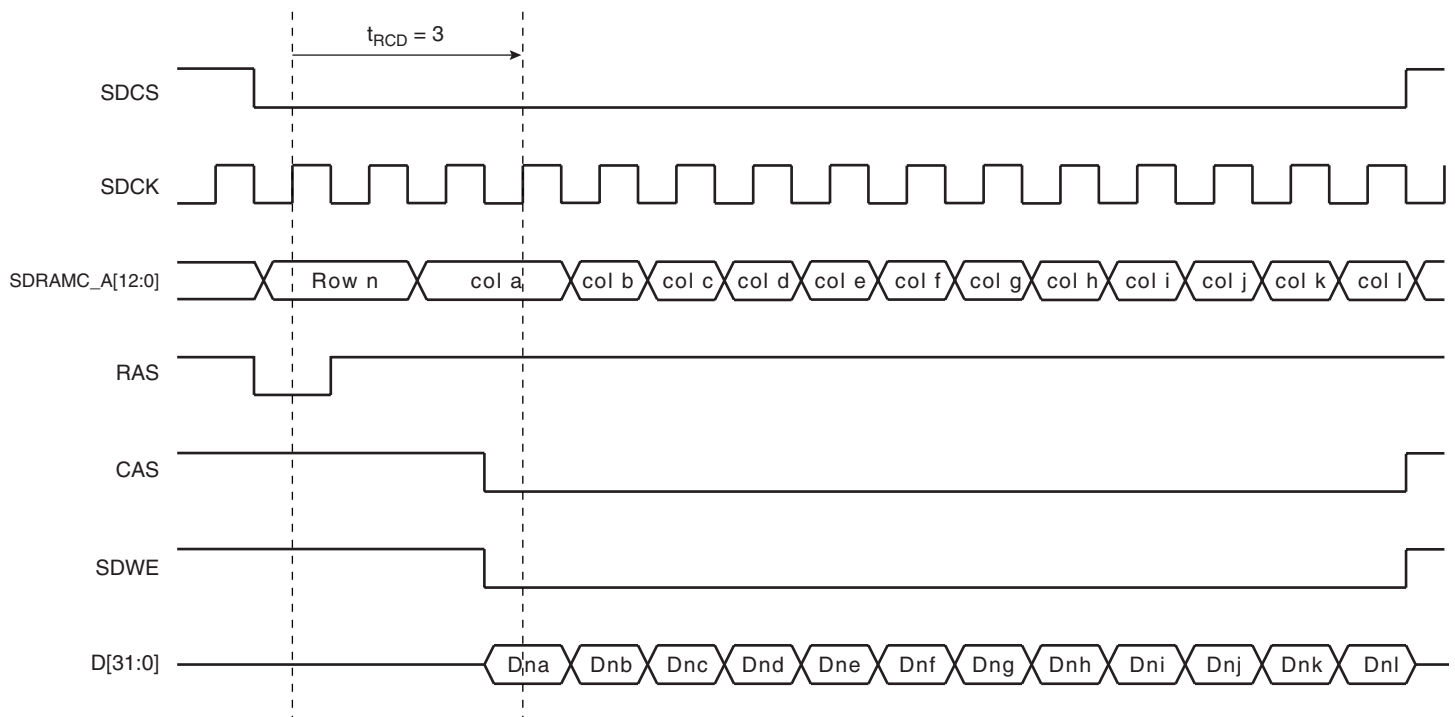 t_RCD = 3
SDCS
SDCK
SDRAMC_A[12:0] Row n col a col b col c col d col e col f col g col h col i col j col k col l
RAS
CAS
SDWE
D[31:0] Dna Dnb Dnc Dnd Dne Dnf Dng Dnh Dni Dnj Dnk Dnl